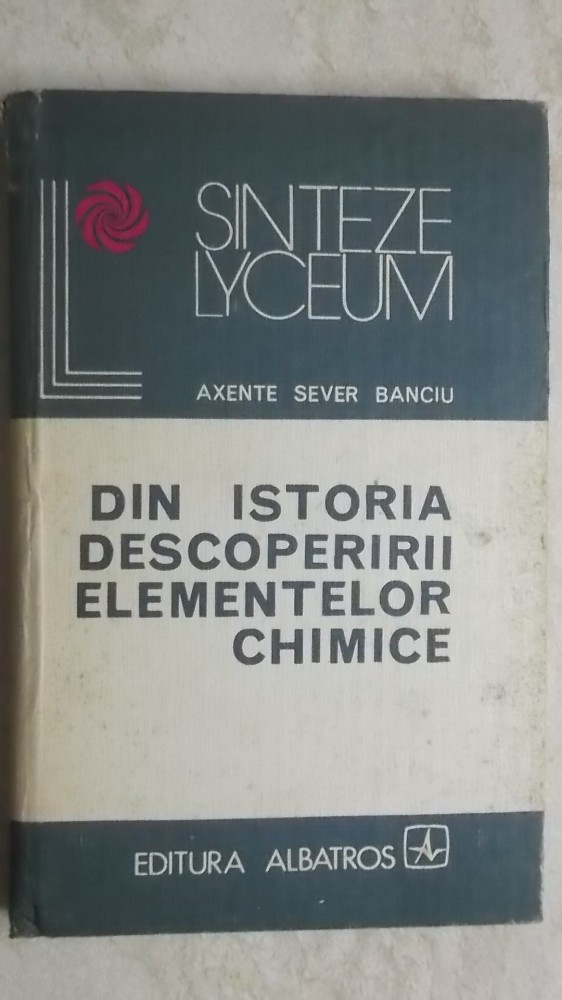 SINTEZE
LYCEUM
AXENTE SEVER BANCIU
DIN ISTORIA
DESCOPERIRII
ELEMENTELOR
CHIMICE
EDITURA ALBATROS